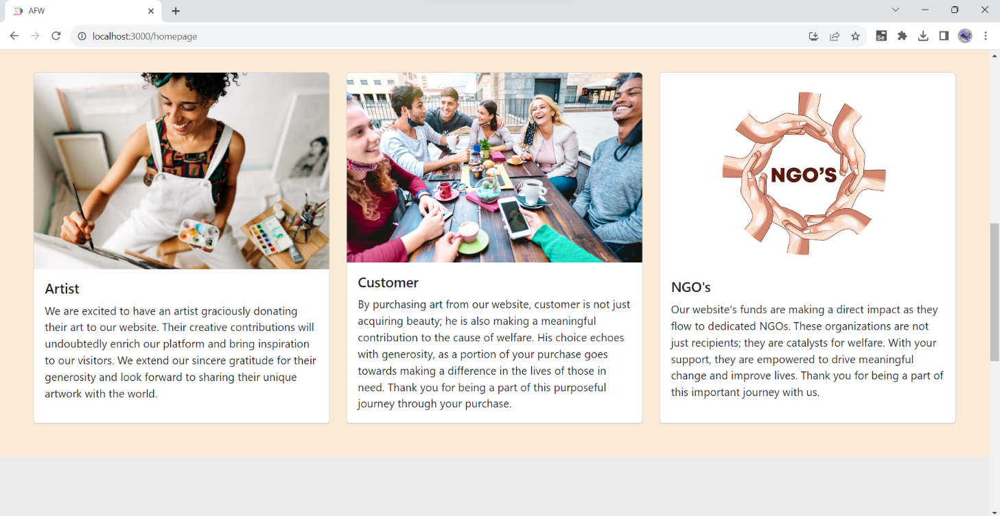 AFW
localhost:3000/homepage
Se
NGO'S
Artist
We are excited to have an artist graciously donating
their art to our website. Their creative contributions will
undoubtedly enrich our platform and bring inspiration
to our visitors. We extend our sincere gratitude for their
generosity and look forward to sharing their unique
artwork with the world.
Customer
By purchasing art from our website, customer is not just
acquiring beauty; he is also making a meaningful
contribution to the cause of welfare. His choice echoes
with generosity, as a portion of your purchase goes
towards making a difference in the lives of those in
need. Thank you for being a part of this purposeful
journey through your purchase.
NGO's
Our website's funds are making a direct impact as they
flow to dedicated NGOs. These organizations are not
just recipients; they are catalysts for welfare. With your
support, they are empowered to drive meaningful
change and improve lives. Thank you for being a part of
this important journey with us.